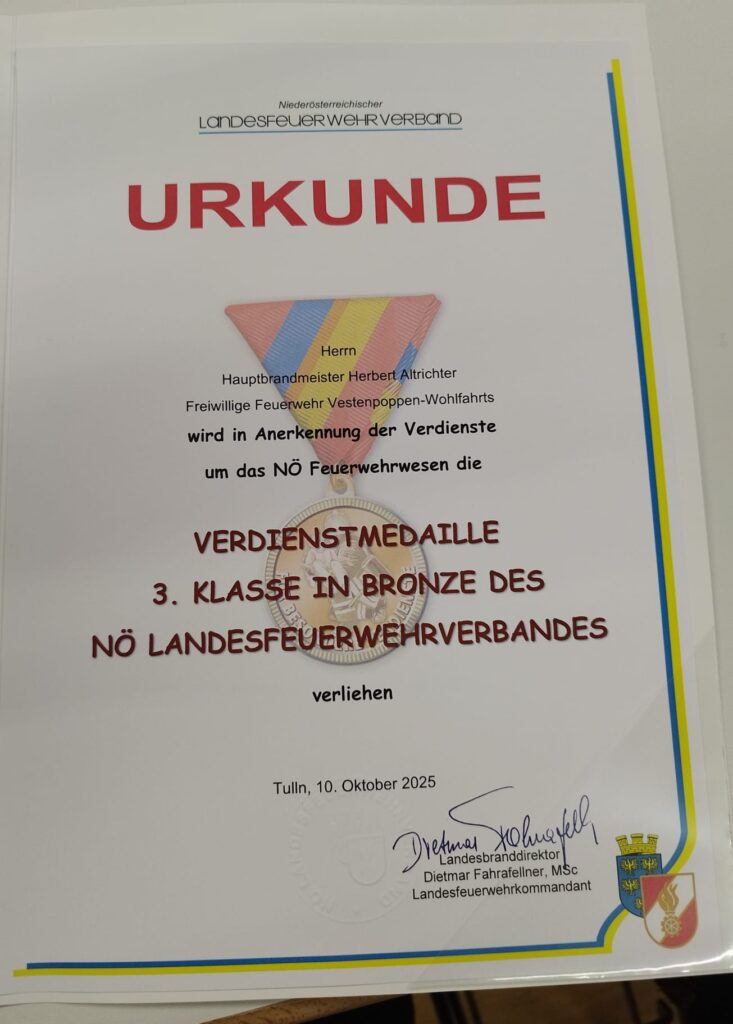 Niederösterreichischer
LANDESFEUERWEHRVERBAND
URKUNDE
Herrn
Hauptbrandmeister Herbert Altrichter
Freiwillige Feuerwehr Vestenpoppen-Wohlfahrts
wird in Anerkennung der Verdienste
um das NÖ Feuerwehrwesen die
VERDIENSTMEDAILLE
3. KLASSE IN BRONZE DES
NÖ LANDESFEUERWEHRVERBANDES
verliehen
Tulln, 10. Oktober 2025
Landesbranddirektor
Dietmar Fahrafellner, MSc
Landesfeuerwehrkommandant